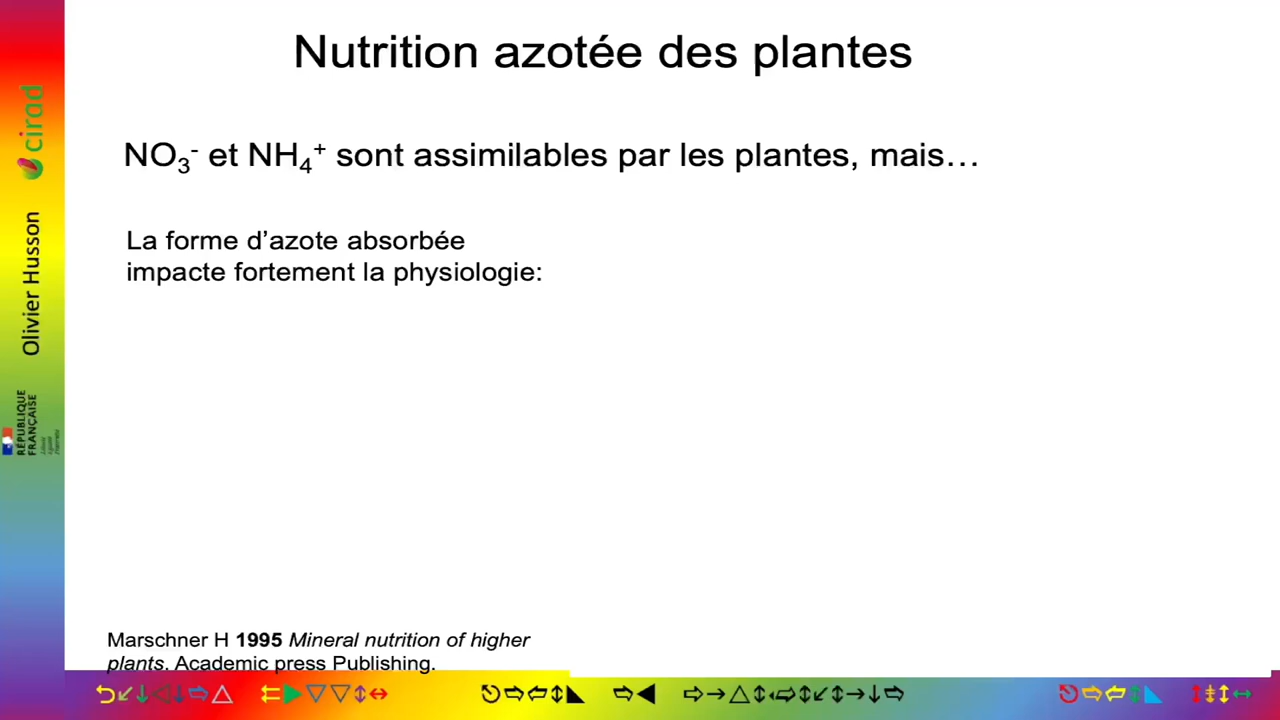 Nutrition azotée des plantes
NO₃⁻ et NH₄⁺ sont assimilables par les plantes, mais…
La forme d’azote absorbée
impacte fortement la physiologie:
Marschner H 1995 Mineral nutrition of higher
plants. Academic press Publishing.
cirad
Olivier Husson
RÉPUBLIQUE
FRANÇAISE